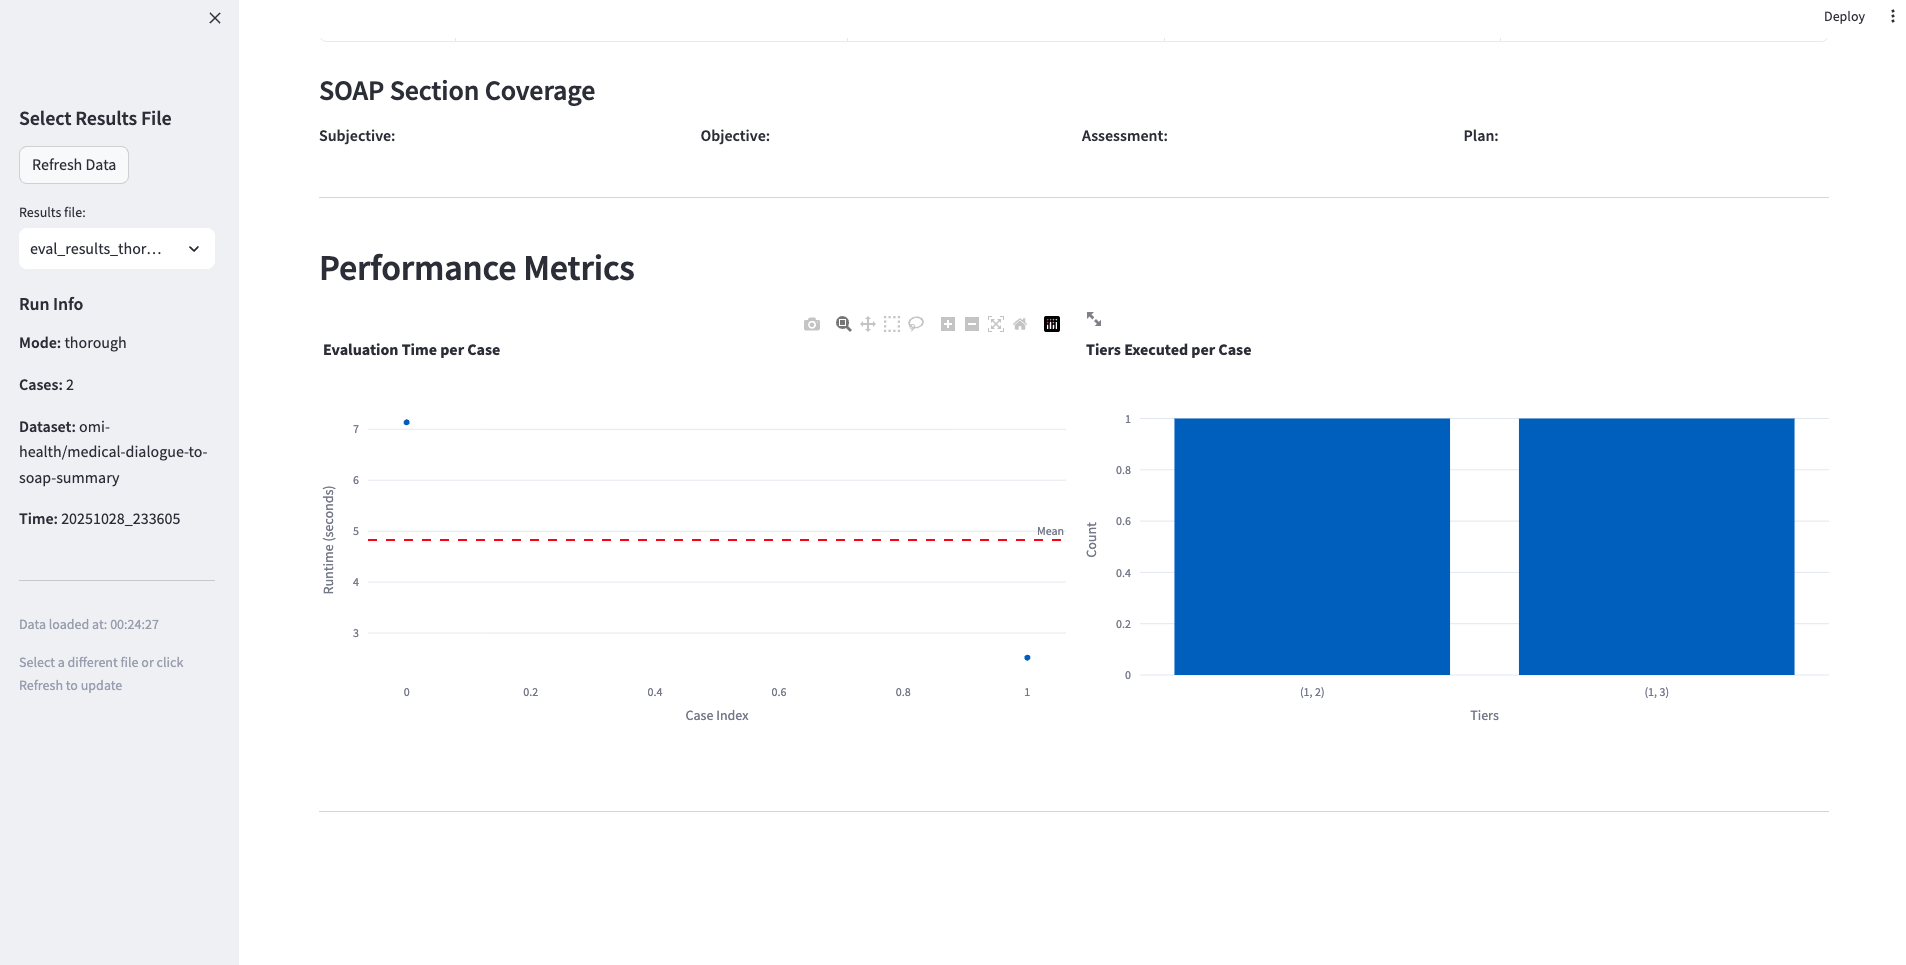 Deploy
Select Results File
Refresh Data
Results file:
eval_results_thor...
Run Info
Mode: thorough
Cases: 2
Dataset: omi-
health/medical-dialogue-to-
soap-summary
Time: 20251028_233605
Data loaded at: 00:24:27
Select a different file or click
Refresh to update
SOAP Section Coverage
Subjective:
Objective:
Assessment:
Plan:
Performance Metrics
Evaluation Time per Case
7
6
5
4
3
Runtime (seconds)
Mean
0
0.2
0.4
0.6
0.8
1
Case Index
Tiers Executed per Case
1
0.8
0.6
0.4
0.2
0
Count
(1, 2)
(1, 3)
Tiers